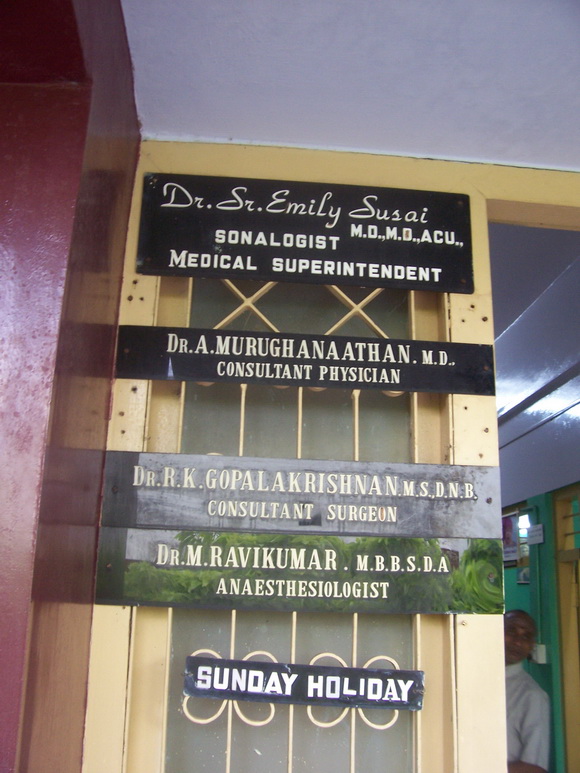 Dr. Sr. Emily Susai
M.D.,M.D.,ACU.,
SONALOGIST
MEDICAL SUPERINTENDENT
DR.A.MURUGHANAATHAN. M.D.,
CONSULTANT PHYSICIAN
DR.R.K.GOPALAKRISHNAN.M.S.,D.N.B.
CONSULTANT SURGEON
DR.M.RAVIKUMAR. M.B.B.S.D.A
ANAESTHESIOLOGIST
SUNDAY HOLIDAY